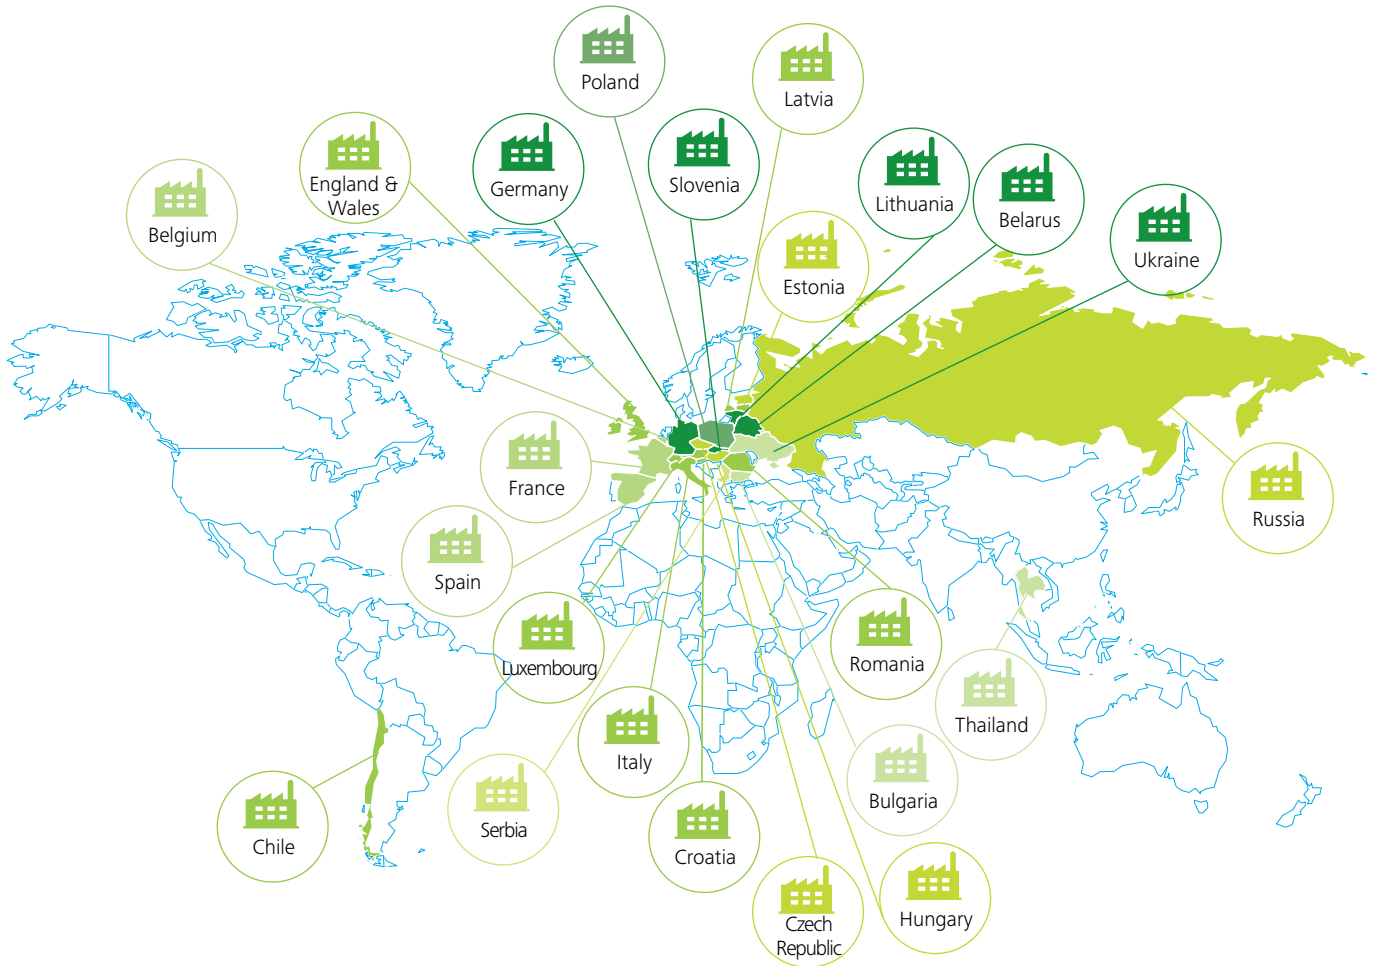 Poland
Latvia
England &
Wales
Germany
Slovenia
Lithuania
Belarus
Belgium
Ukraine
Estonia
France
Russia
Spain
Luxembourg
Romania
Thailand
Italy
Bulgaria
Serbia
Chile
Croatia
Czech
Republic
Hungary